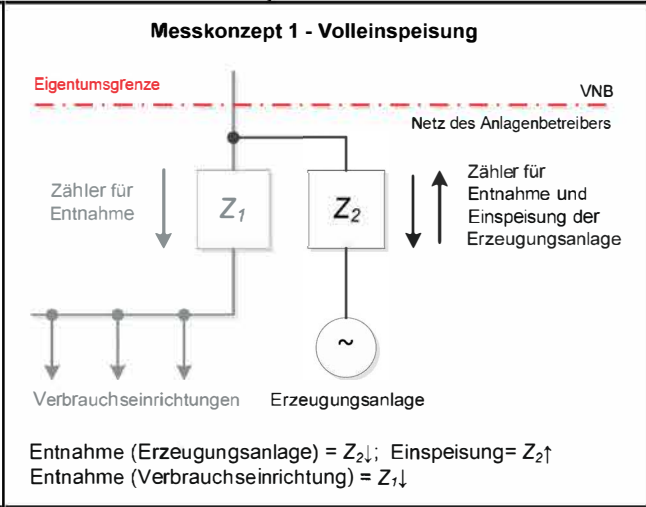 Messkonzept 1 - Volleinspeisung
Eigentumsgrenze
VNB
Netz des Anlagenbetreibers
Zähler für
Entnahme
Z1
Z2
Zähler für
Entnahme und
Einspeisung der
Erzeugungsanlage
~
Verbrauchseinrichtungen
Erzeugungsanlage
Entnahme (Erzeugungsanlage) = Z2↓; Einspeisung= Z2↑
Entnahme (Verbrauchseinrichtung) = Z1↓